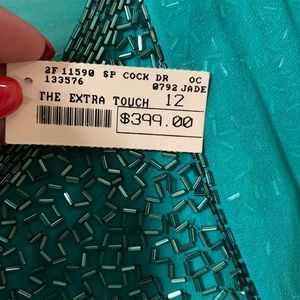 2F 11590 SP COCK DR OC
133576 0792 JADE
THE EXTRA TOUCH 12
$399.00